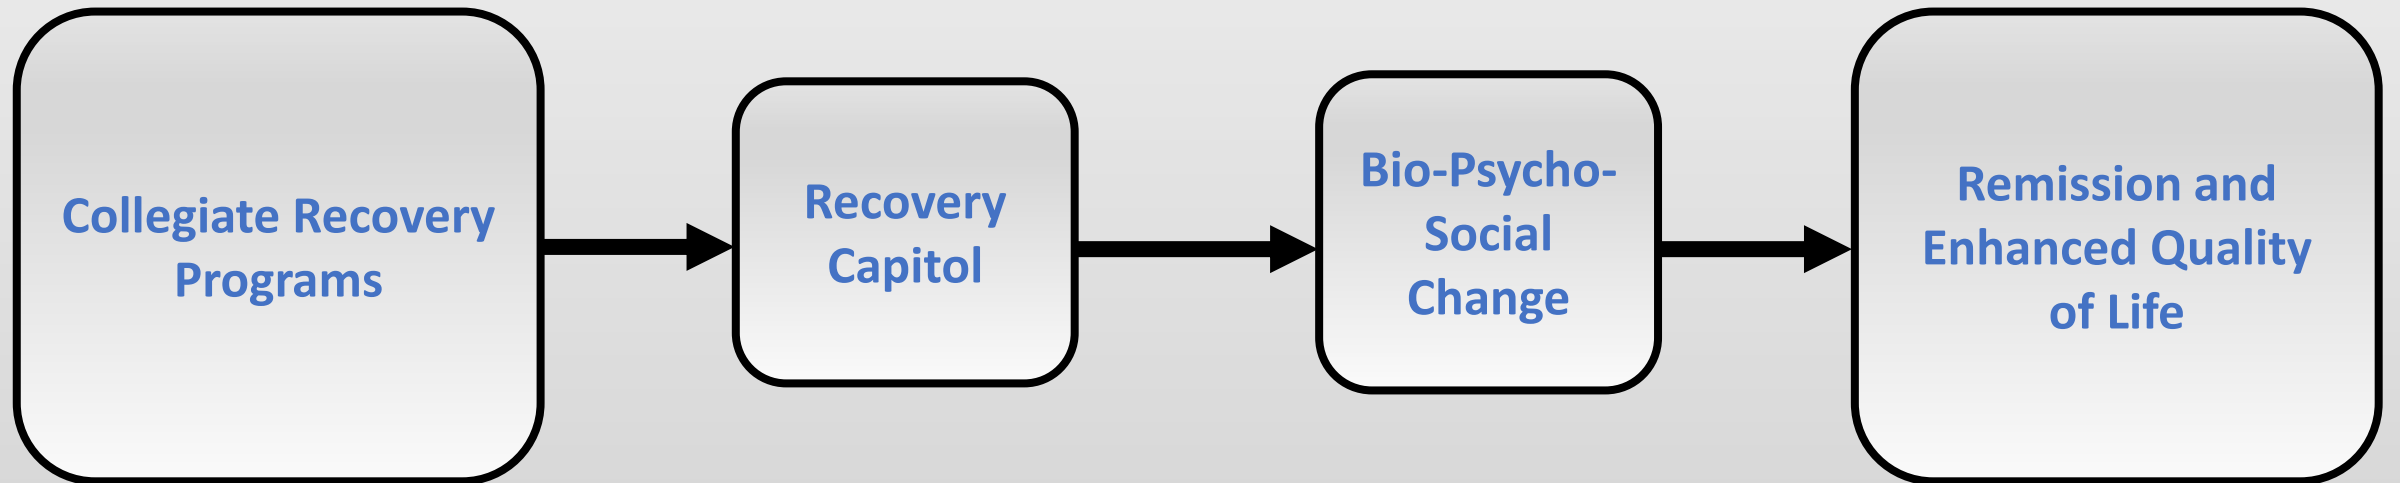 Collegiate Recovery
Programs
Recovery
Capitol
Bio-Psycho-
Social
Change
Remission and
Enhanced Quality
of Life